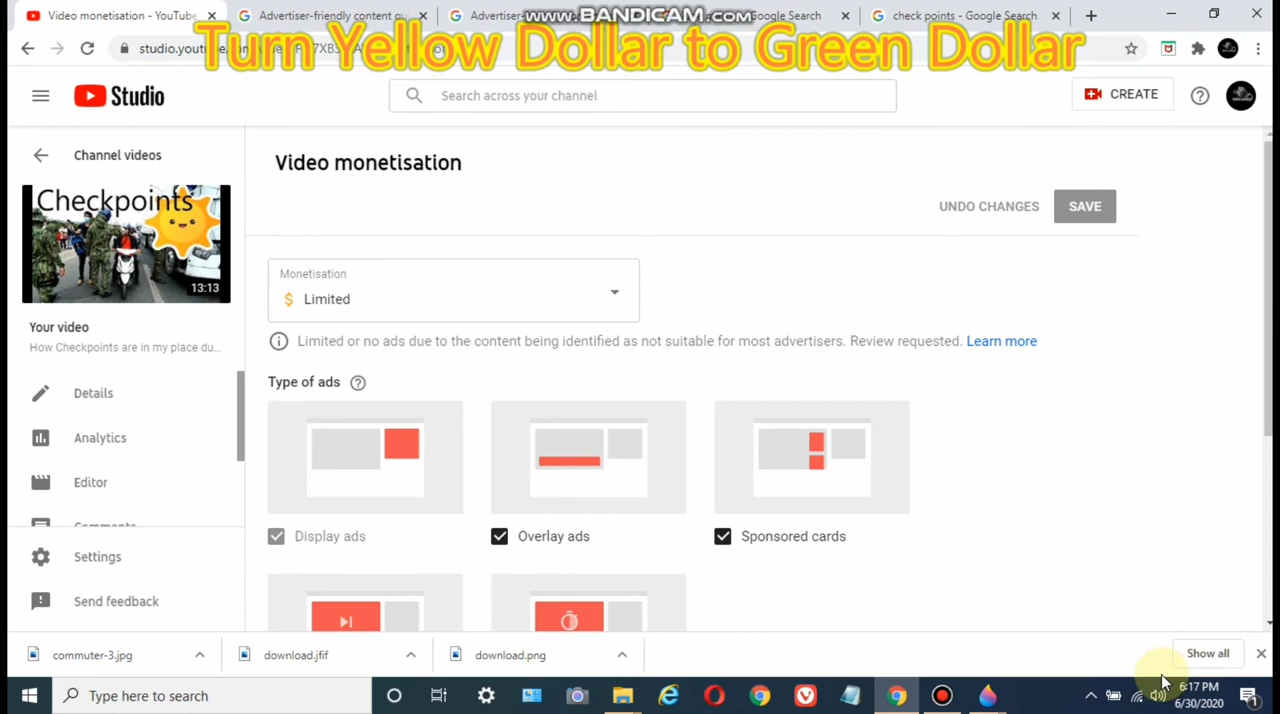 Video monetisation - YouTube
Advertiser-friendly content gui
Advertise
www.BANDICAM.com
Google Search
check points - Google Search
studio.youtube.
Turn Yellow Dollar to Green Dollar
Studio
Search across your channel
CREATE
Channel videos
Checkpoints
13:13
Your video
How Checkpoints are in my place du...
Details
Analytics
Editor
Comments
Settings
Send feedback
Video monetisation
UNDO CHANGES
SAVE
Monetisation
$ Limited
Limited or no ads due to the content being identified as not suitable for most advertisers. Review requested. Learn more
Type of ads
Display ads
Overlay ads
Sponsored cards
commuter-3.jpg
download.jfif
download.png
Show all
Type here to search
6:17 PM
6/30/2020
1